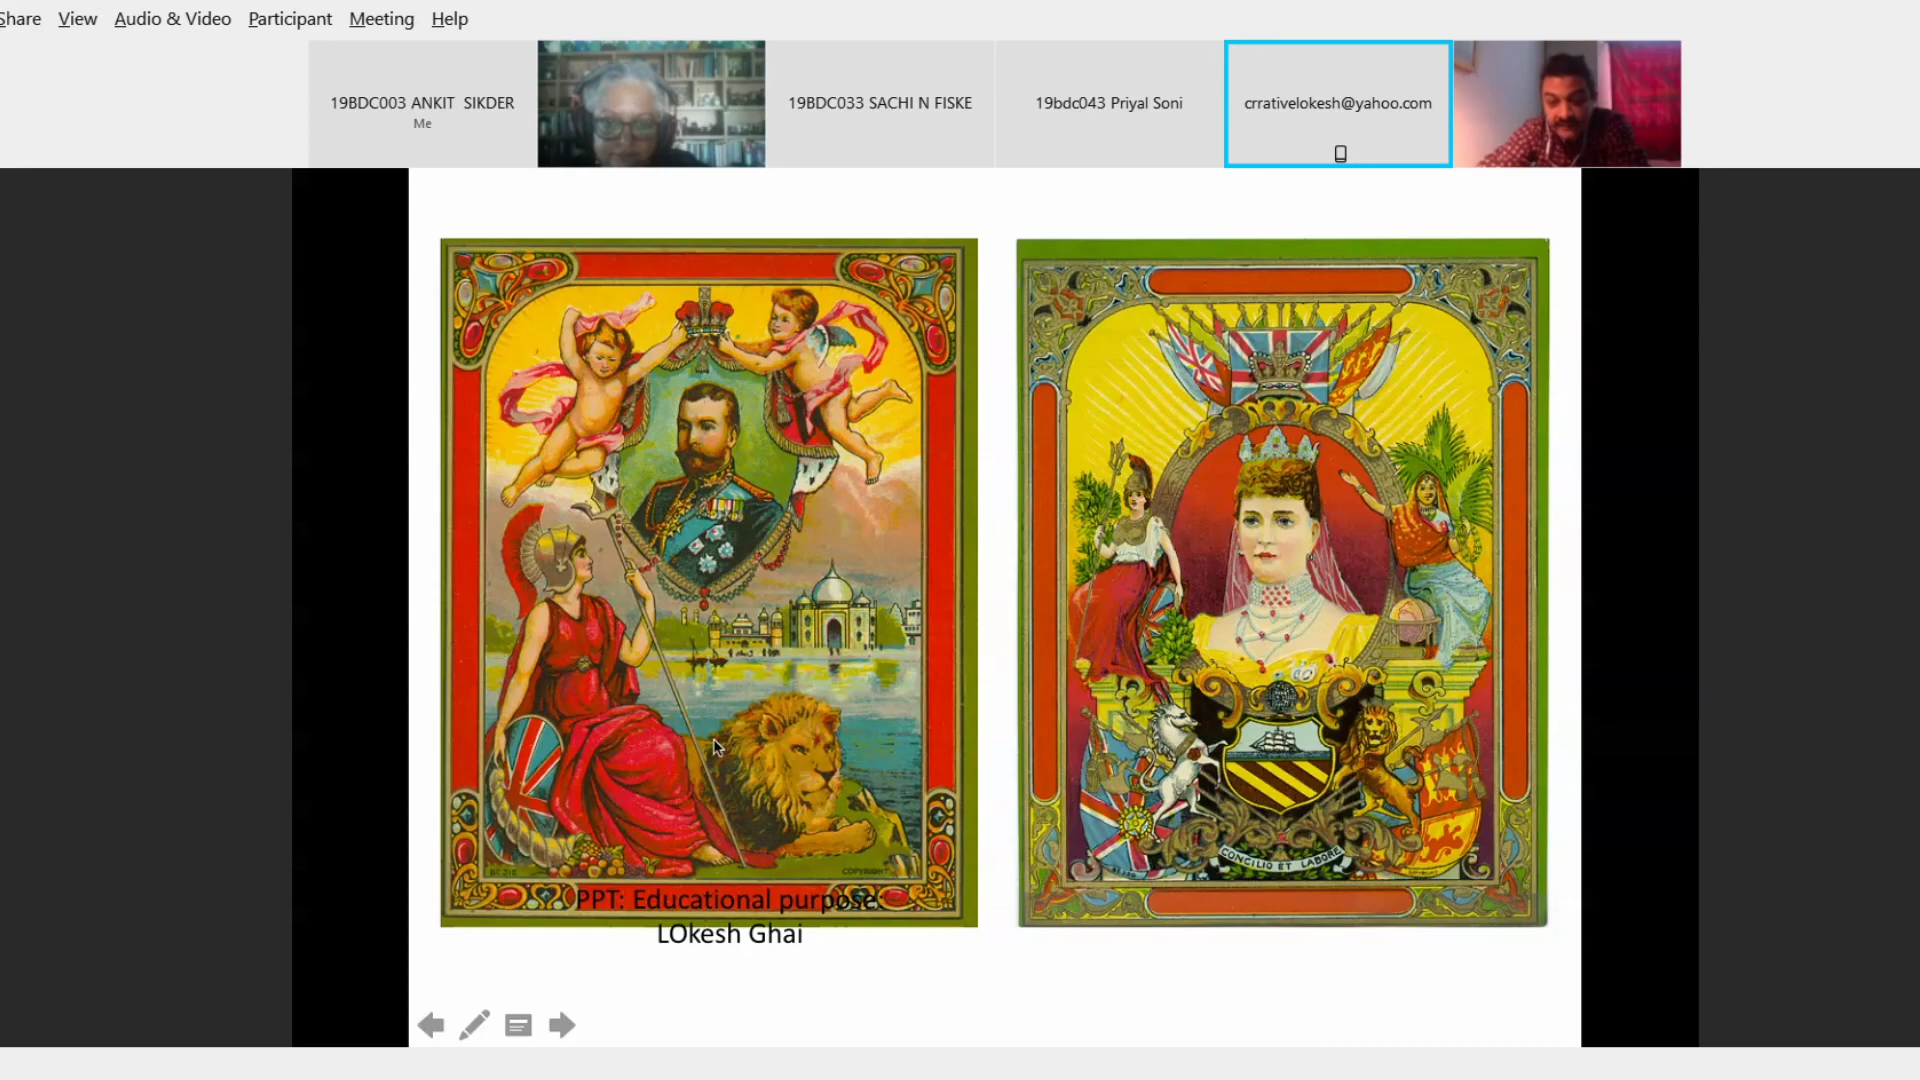 Share View Audio & Video Participant Meeting Help
19BDC003 ANKIT SIKDER
Me
19BDC033 SACHI N FISKE
19bdc043 Priyal Soni
crrativelokesh@yahoo.com
COPYRIGHT
CONCILIO ET LABORE
PPT: Educational purpose:
LOkesh Ghai